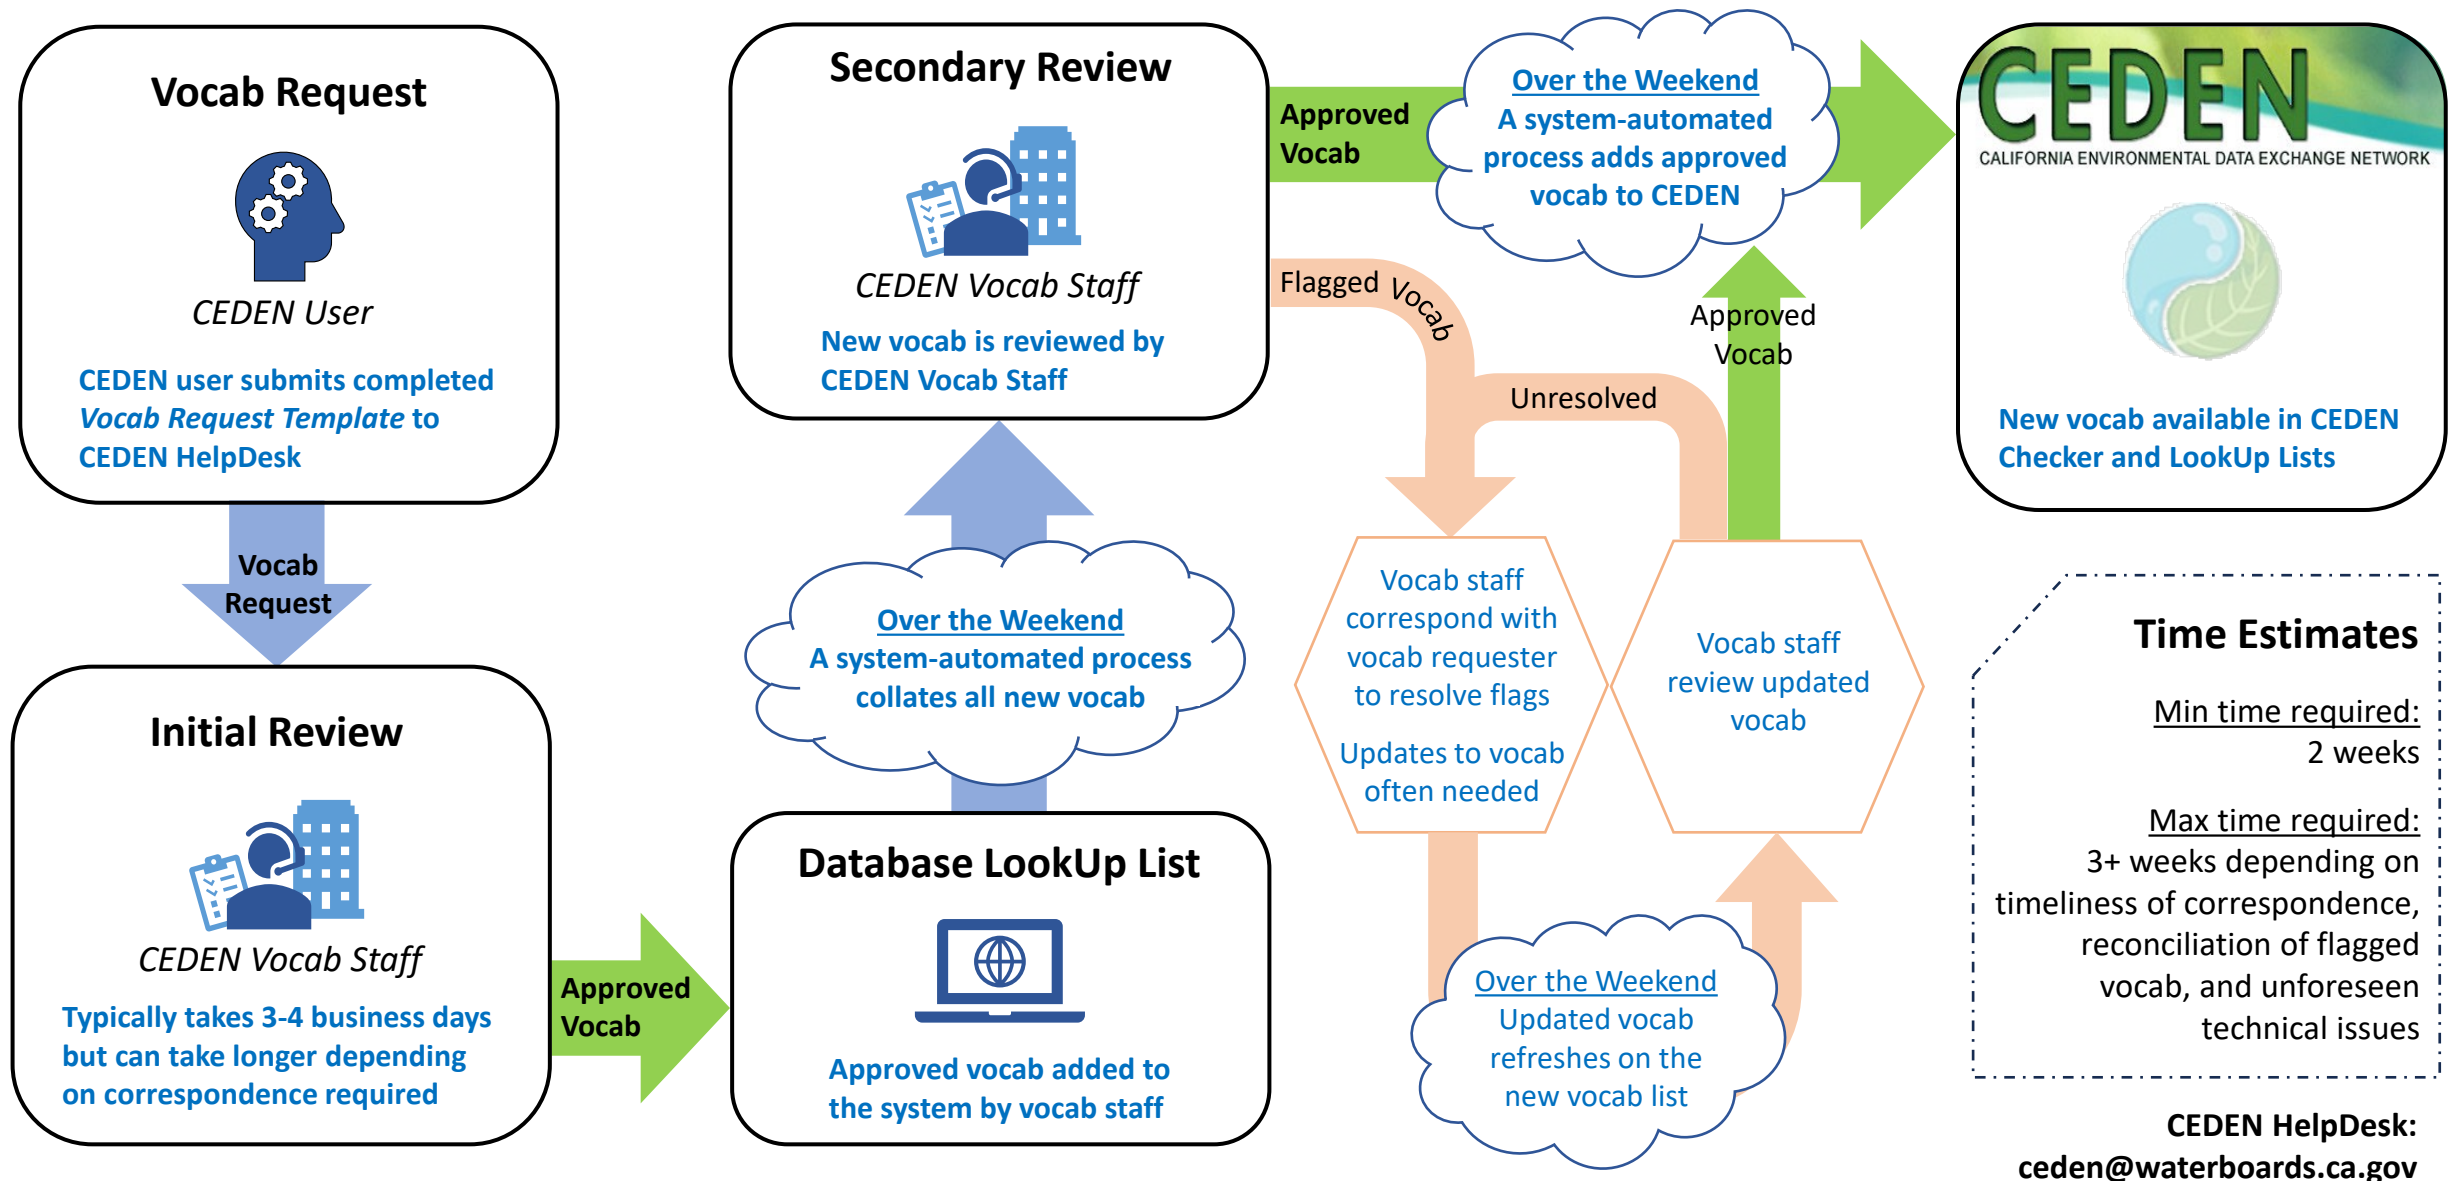 Vocab Request
CEDEN User
CEDEN user submits completed
Vocab Request Template to
CEDEN HelpDesk
Vocab
Request
Initial Review
CEDEN Vocab Staff
Typically takes 3-4 business days
but can take longer depending
on correspondence required
Approved
Vocab
Database LookUp List
Approved vocab added to
the system by vocab staff
Over the Weekend
A system-automated process
collates all new vocab
Secondary Review
CEDEN Vocab Staff
New vocab is reviewed by
CEDEN Vocab Staff
Approved
Vocab
Over the Weekend
A system-automated
process adds approved
vocab to CEDEN
Flagged Vocab
Vocab staff
correspond with
vocab requester
to resolve flags
Updates to vocab
often needed
Over the Weekend
Updated vocab
refreshes on the
new vocab list
Vocab staff
review updated
vocab
Unresolved
Approved
Vocab
CEDEN
CALIFORNIA ENVIRONMENTAL DATA EXCHANGE NETWORK
New vocab available in CEDEN
Checker and LookUp Lists
Time Estimates
Min time required:
2 weeks
Max time required:
3+ weeks depending on
timeliness of correspondence,
reconciliation of flagged
vocab, and unforeseen
technical issues
CEDEN HelpDesk:
ceden@waterboards.ca.gov